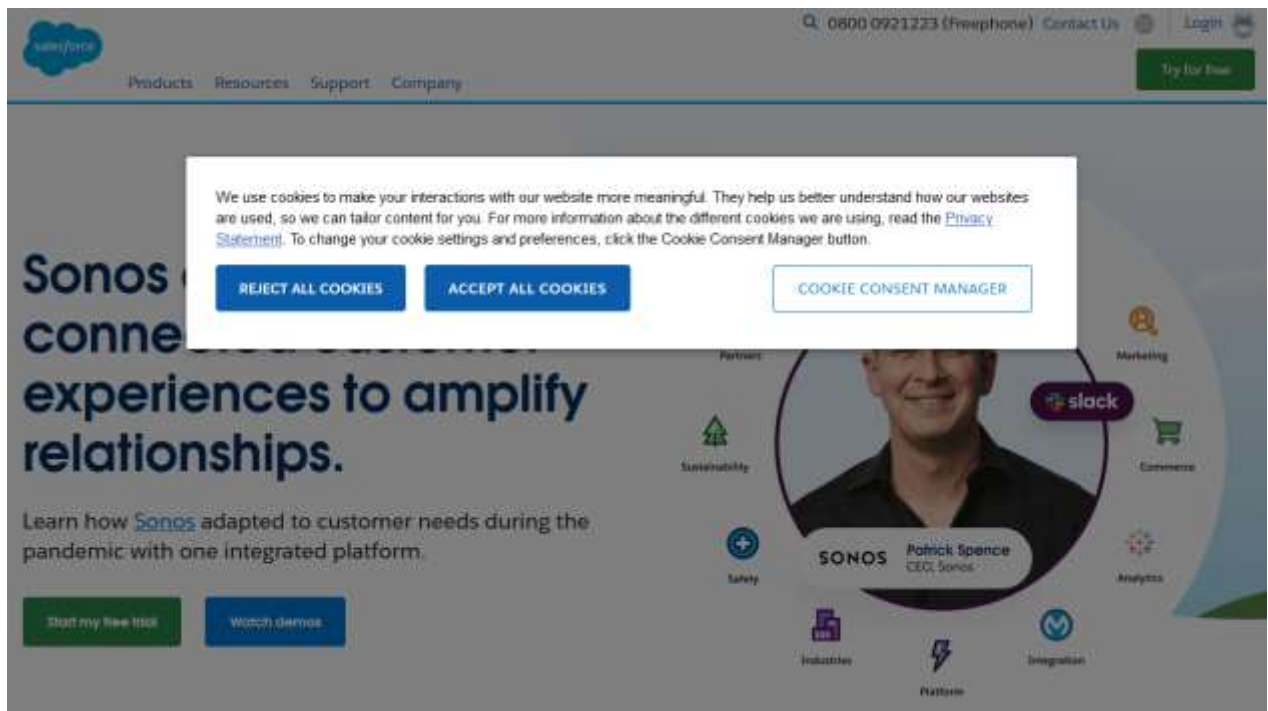 salesforce
0800 0921223 (Freephone) Contact Us Login
Products Resources Support Company
Try for free
We use cookies to make your interactions with our website more meaningful. They help us better understand how our websites
are used, so we can tailor content for you. For more information about the different cookies we are using, read the Privacy
Statement. To change your cookie settings and preferences, click the Cookie Consent Manager button.
REJECT ALL COOKIES ACCEPT ALL COOKIES COOKIE CONSENT MANAGER
Sonos
connected customer
experiences to amplify
relationships.
Learn how Sonos adapted to customer needs during the
pandemic with one integrated platform.
Start my free trial Watch demos
Partners
Marketing
slack
Sustainability
Commerce
SONOS
Patrick Spence
CEO, Sonos
Safety
Analytics
Industries
Integration
Platform